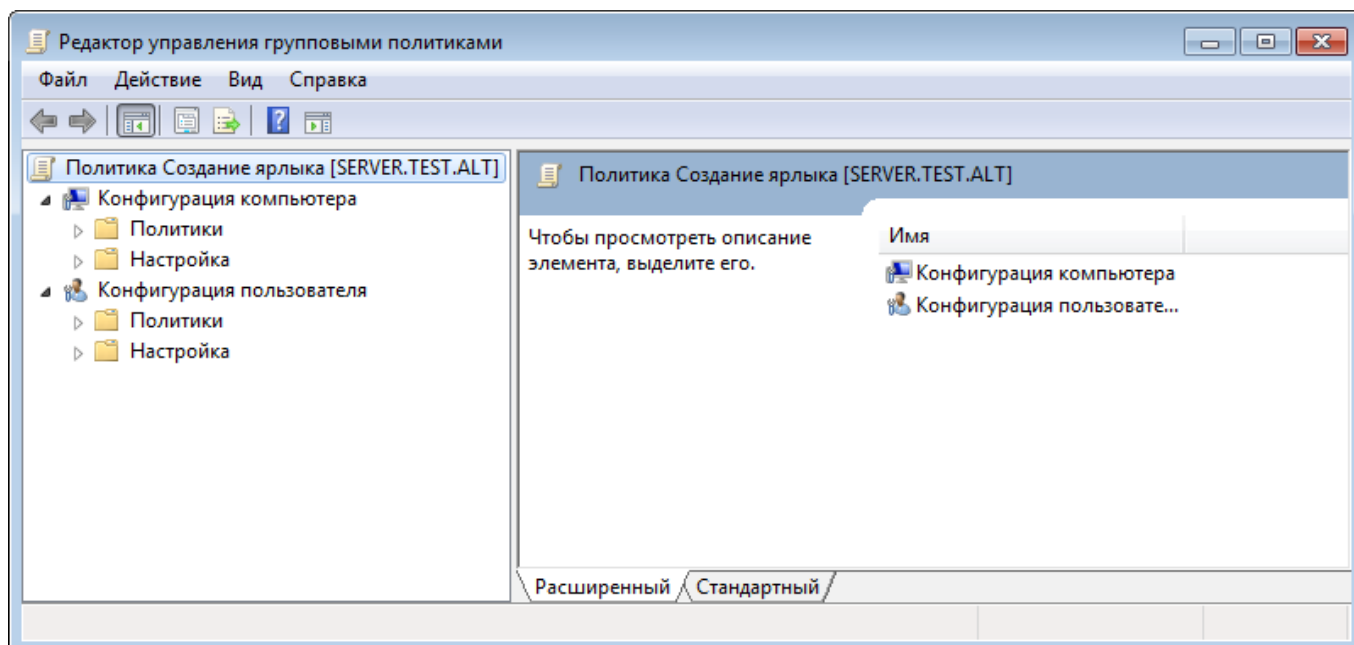 Редактор управления групповыми политиками
Файл Действие Вид Справка
Политика Создание ярлыка [SERVER.TEST.ALT]
Конфигурация компьютера
Политики
Настройка
Конфигурация пользователя
Политики
Настройка
Политика Создание ярлыка [SERVER.TEST.ALT]
Чтобы просмотреть описание
элемента, выделите его.
Имя
Конфигурация компьютера
Конфигурация пользовате...
Расширенный Стандартный